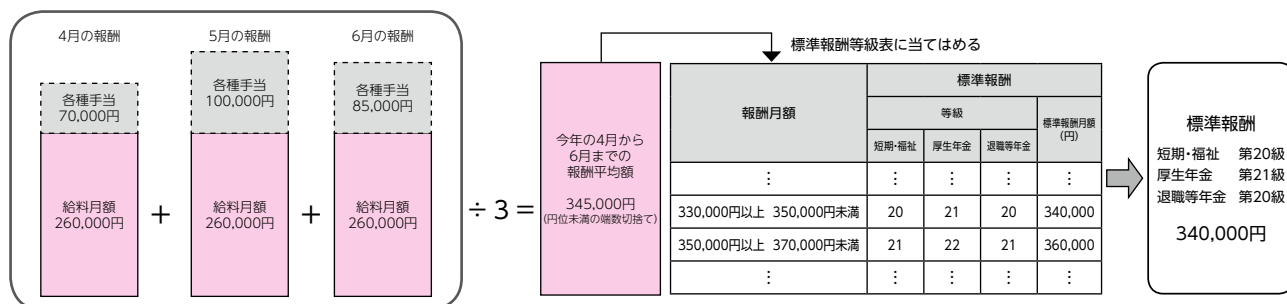 4月の報酬
各種手当
70,000円
給料月額
260,000円
+
5月の報酬
各種手当
100,000円
給料月額
260,000円
+
6月の報酬
各種手当
85,000円
給料月額
260,000円
÷3=
今年の4月から
6月までの
報酬平均額
345,000円
(円位未満の端数切捨て)
標準報酬等級表に当てはめる
報酬月額 標準報酬
等級 標準報酬月額
(円)
短期・福祉 厚生年金 退職等年金
⋮ ⋮ ⋮ ⋮ ⋮
330,000円以上 350,000円未満 20 21 20 340,000
350,000円以上 370,000円未満 21 22 21 360,000
⋮ ⋮ ⋮ ⋮ ⋮
標準報酬
短期・福祉 第20級
厚生年金 第21級
退職等年金 第20級
340,000円